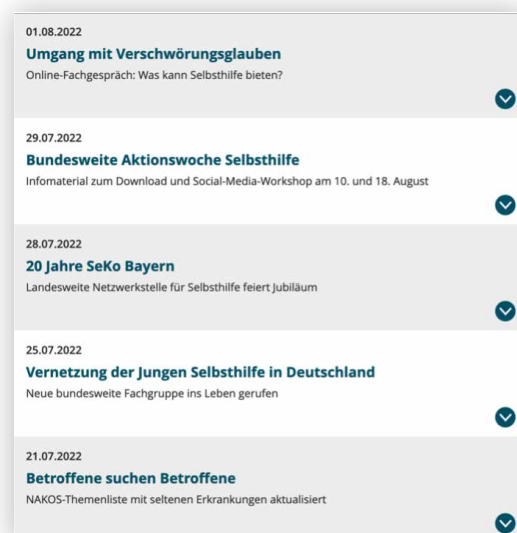 01.08.2022
Umgang mit Verschwörungsglauben
Online-Fachgespräch: Was kann Selbsthilfe bieten?
29.07.2022
Bundesweite Aktionswoche Selbsthilfe
Infomaterial zum Download und Social-Media-Workshop am 10. und 18. August
28.07.2022
20 Jahre SeKo Bayern
Landesweite Netzwerkstelle für Selbsthilfe feiert Jubiläum
25.07.2022
Vernetzung der Jungen Selbsthilfe in Deutschland
Neue bundesweite Fachgruppe ins Leben gerufen
21.07.2022
Betroffene suchen Betroffene
NAKOS-Themenliste mit seltenen Erkrankungen aktualisiert